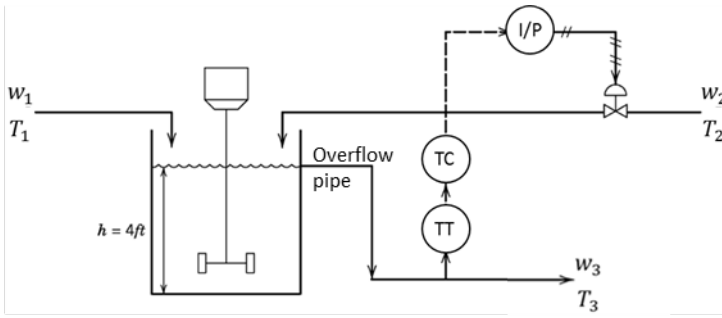 I/P
w₁
T₁
w₂
T₂
Overflow
pipe
TC
h = 4ft
TT
w₃
T₃